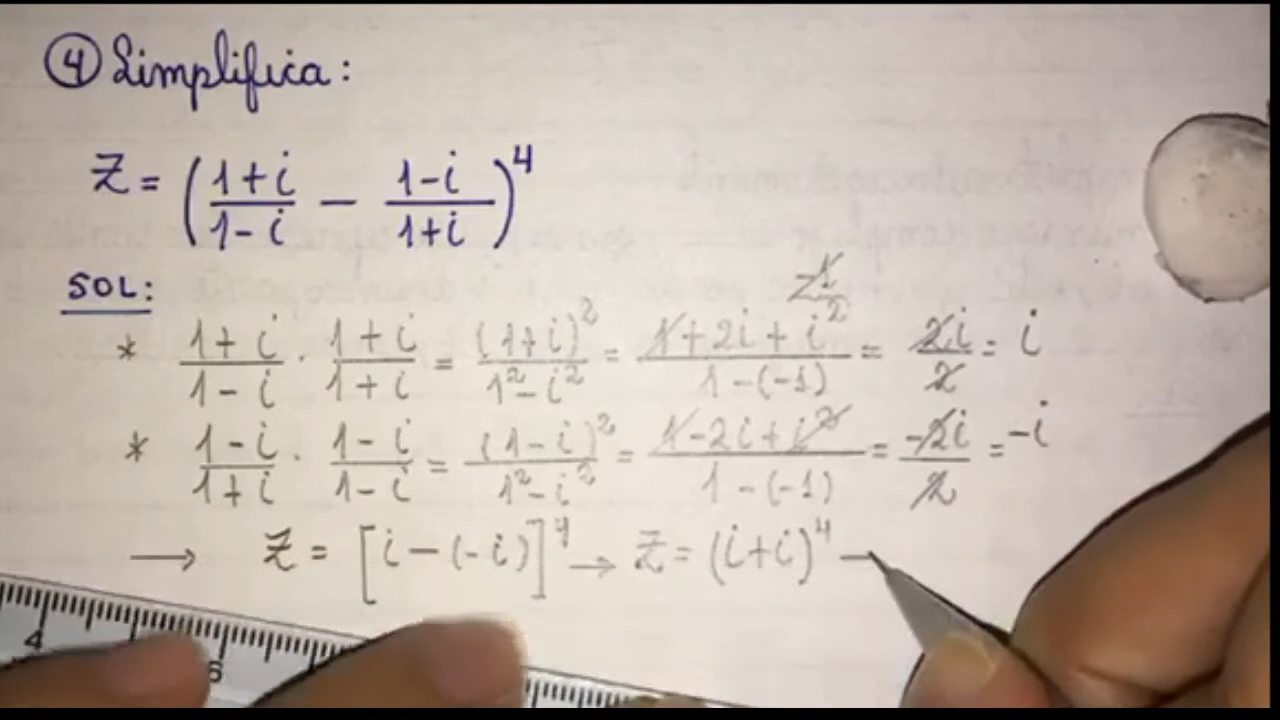 ④ Simplifica:
Z = ( (1+i)/(1-i) - (1-i)/(1+i) )^4
SOL:
* (1+i)/(1-i) · (1+i)/(1+i) = (1+i)²/(1²-i²) = (1+2i+i²)/(1-(-1)) = 2i/2 = i
* (1-i)/(1+i) · (1-i)/(1-i) = (1-i)²/(1²-i²) = (1-2i+i²)/(1-(-1)) = -2i/2 = -i
→ Z = [i-(-i)]^4 → Z = (i+i)^4 →
4 6